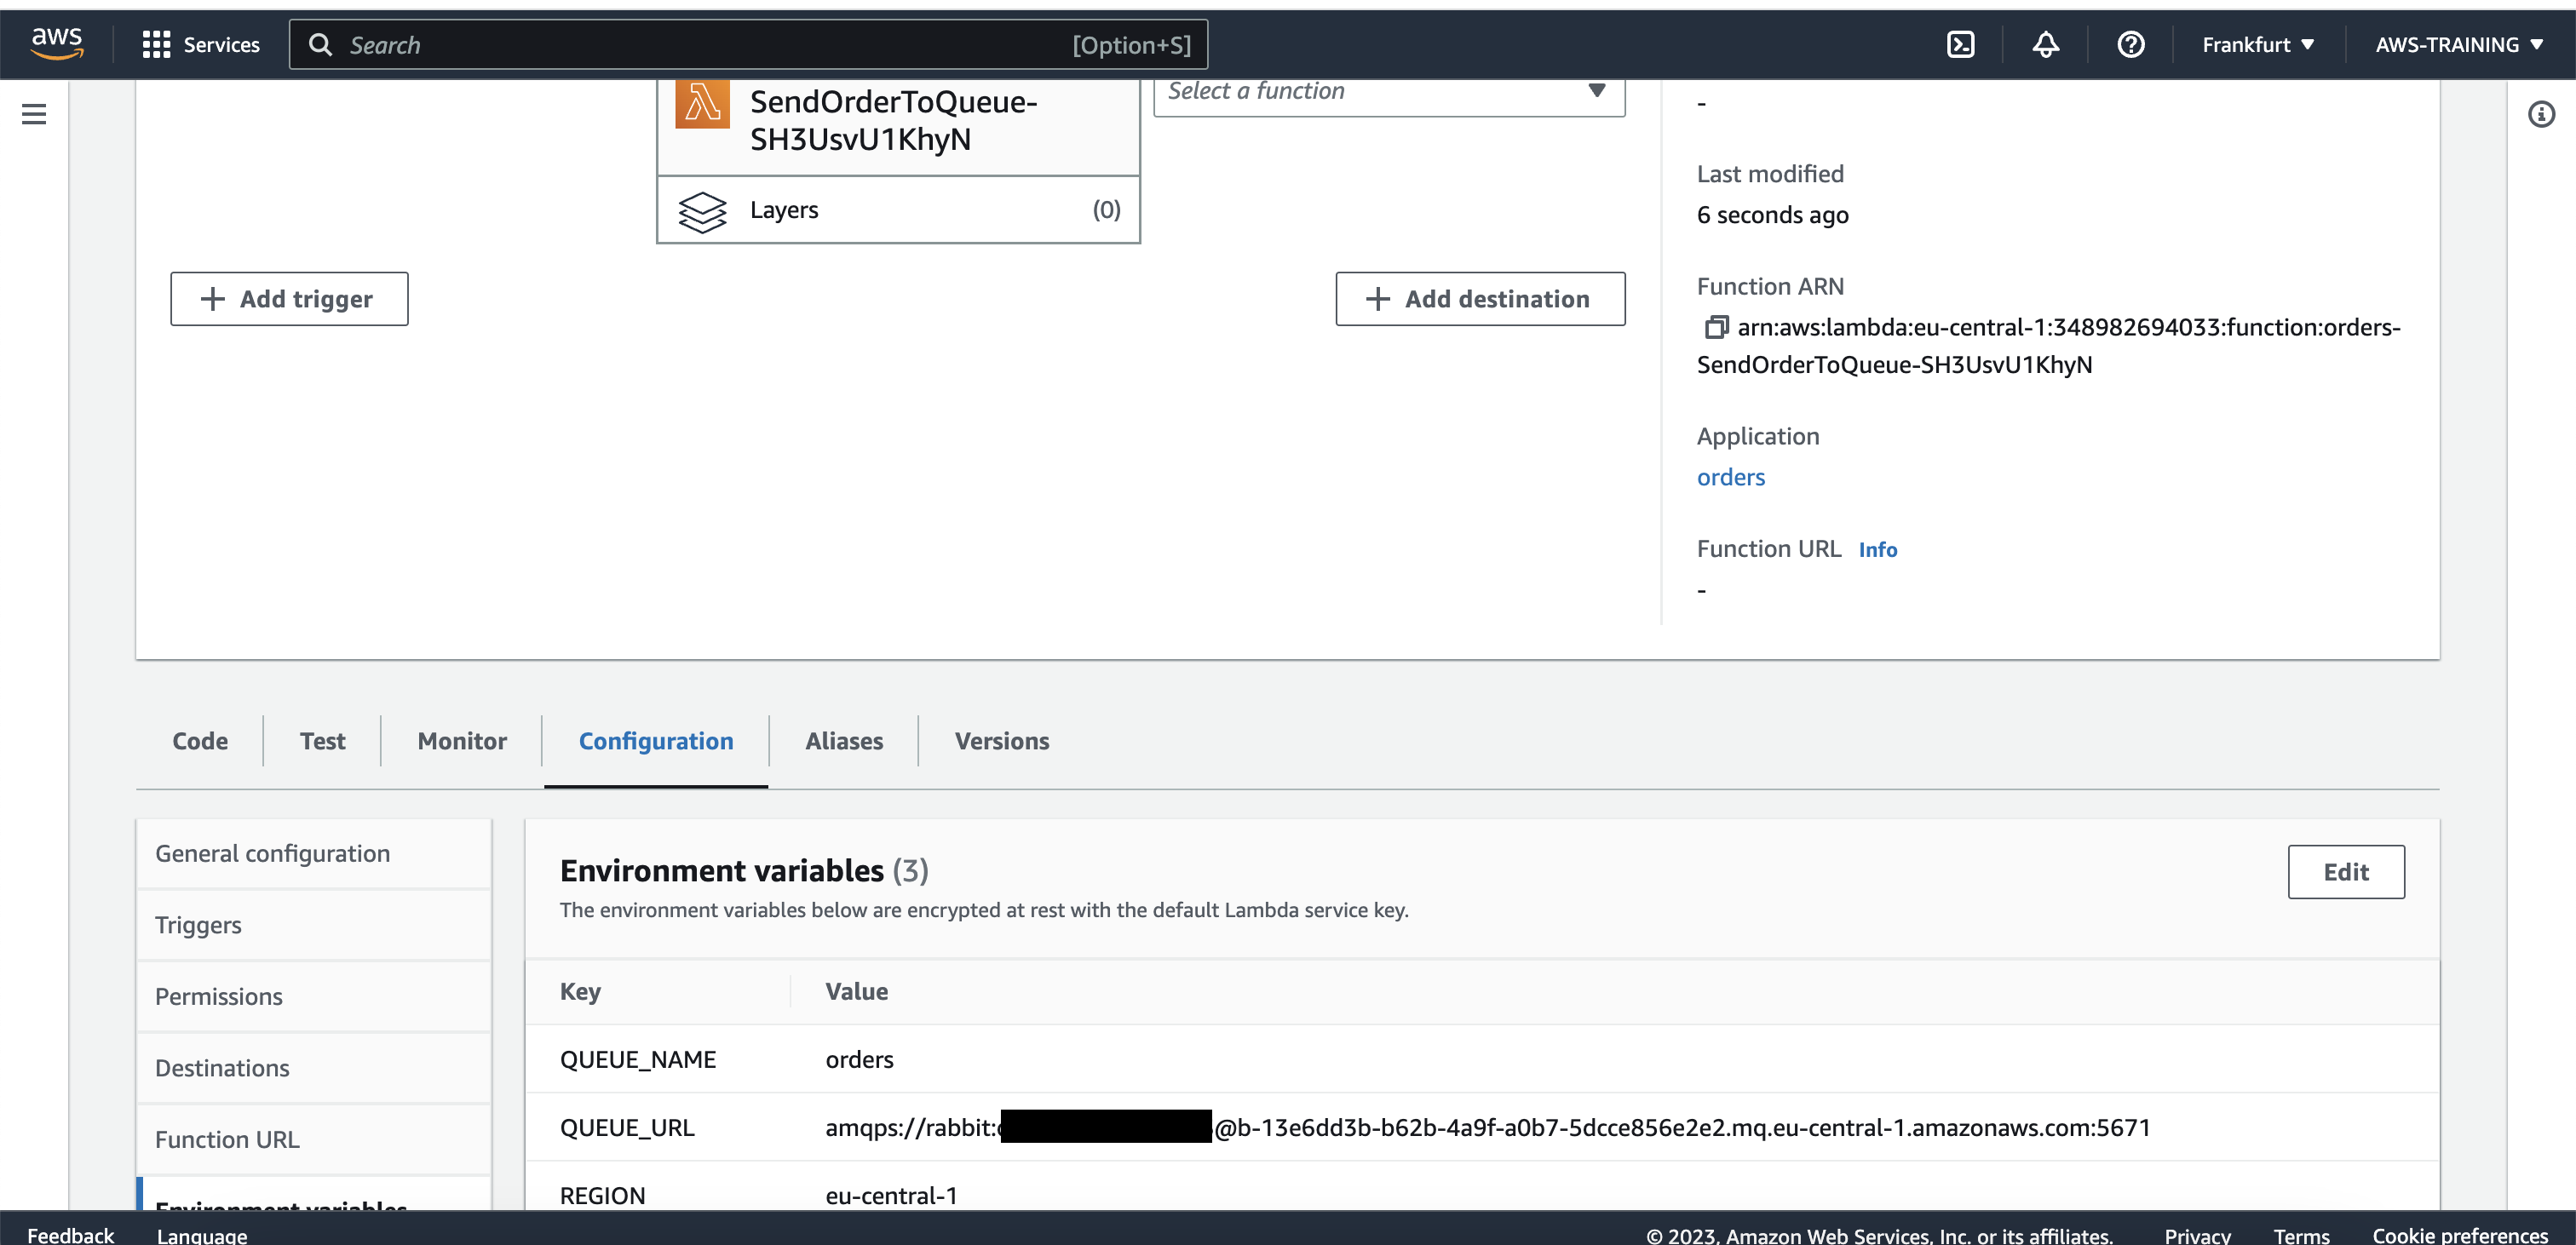 aws
Services
Search [Option+S]
Frankfurt
AWS-TRAINING
SendOrderToQueue-
SH3UsvU1KhyN
Layers (0)
Add trigger
Select a function
Add destination
-
Last modified
6 seconds ago
Function ARN
arn:aws:lambda:eu-central-1:348982694033:function:orders-
SendOrderToQueue-SH3UsvU1KhyN
Application
orders
Function URL Info
-
Code
Test
Monitor
Configuration
Aliases
Versions
General configuration
Triggers
Permissions
Destinations
Function URL
Environment variables
Environment variables (3)
Edit
The environment variables below are encrypted at rest with the default Lambda service key.
Key Value
QUEUE_NAME orders
QUEUE_URL amqps://rabbit: @b-13e6dd3b-b62b-4a9f-a0b7-5dcce856e2e2.mq.eu-central-1.amazonaws.com:5671
REGION eu-central-1
Feedback Language
© 2023, Amazon Web Services, Inc. or its affiliates. Privacy Terms Cookie preferences